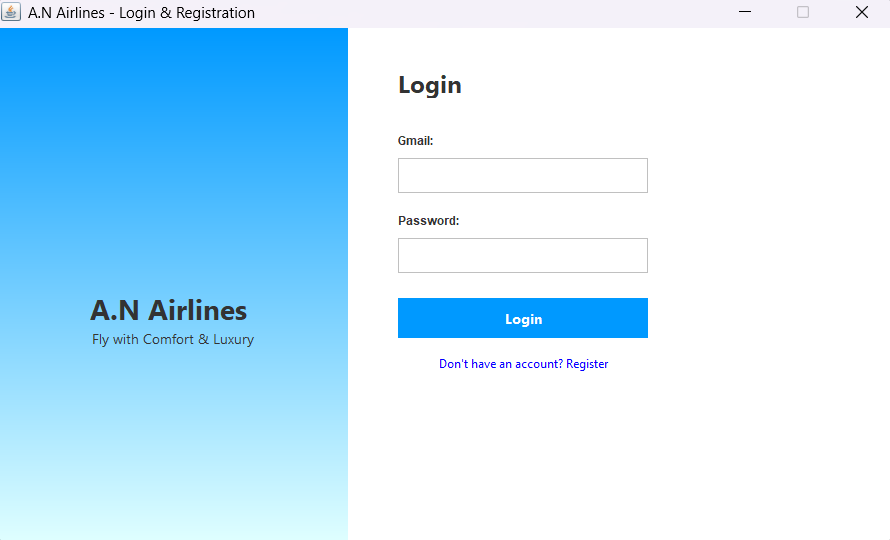 A.N Airlines - Login & Registration
A.N Airlines
Fly with Comfort & Luxury
Login
Gmail:
Password:
Login
Don't have an account? Register